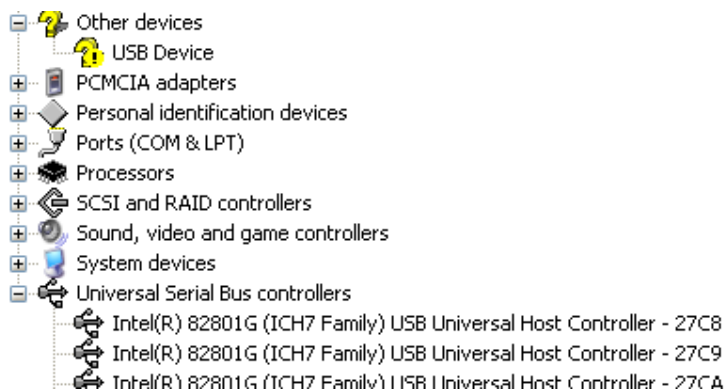 Other devices
USB Device
PCMCIA adapters
Personal identification devices
Ports (COM & LPT)
Processors
SCSI and RAID controllers
Sound, video and game controllers
System devices
Universal Serial Bus controllers
Intel(R) 82801G (ICH7 Family) USB Universal Host Controller - 27C8
Intel(R) 82801G (ICH7 Family) USB Universal Host Controller - 27C9
Intel(R) 82801G (ICH7 Family) USB Universal Host Controller - 27CA